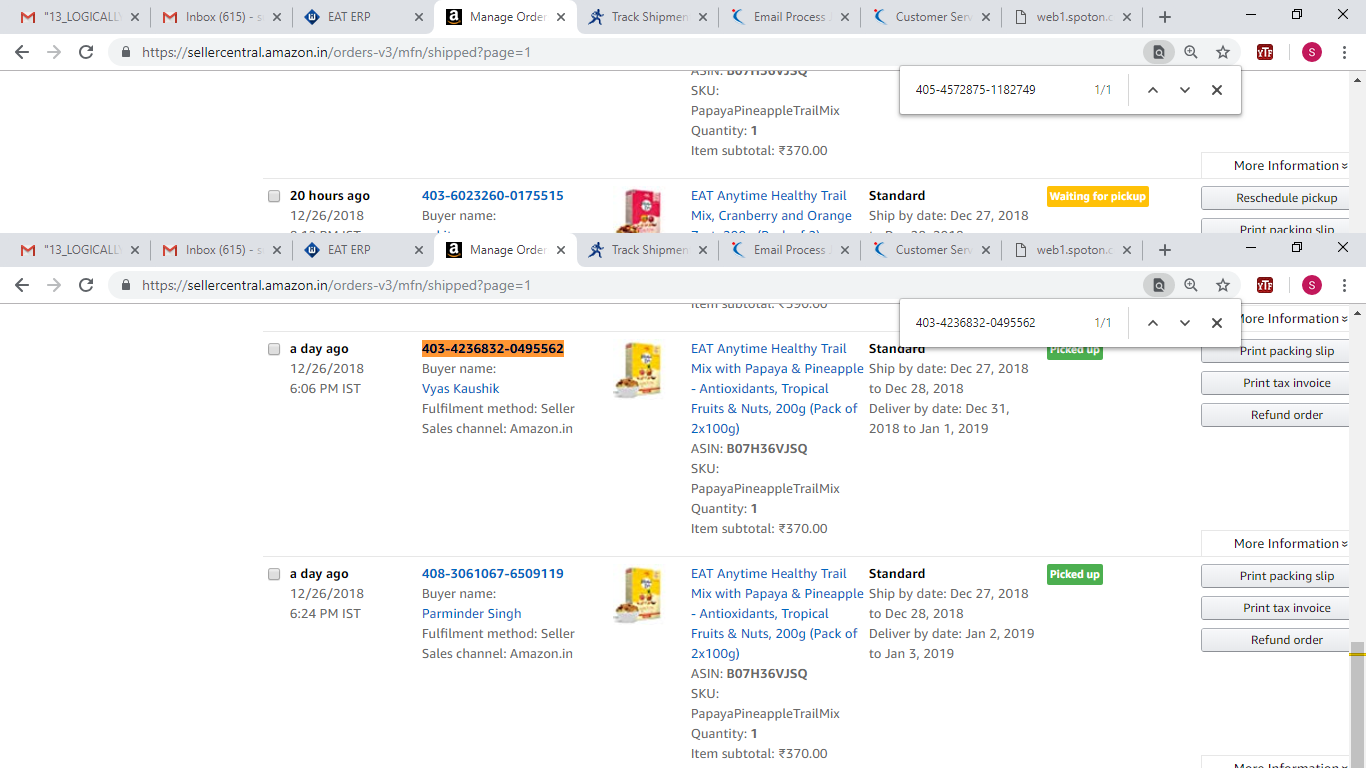 "13_LOGICALLY
Inbox (615) - s
EAT ERP
Manage Order
Track Shipmen
Email Process
Customer Serv
web1.spoton.c
https://sellercentral.amazon.in/orders-v3/mfn/shipped?page=1
S
405-4572875-1182749 1/1
ASIN: B07H36VJSQ
SKU:
PapayaPineappleTrailMix
Quantity: 1
Item subtotal: ₹370.00
More Information
20 hours ago
12/26/2018
403-6023260-0175515
Buyer name:
EAT Anytime Healthy Trail
Mix, Cranberry and Orange
Standard
Ship by date: Dec 27, 2018
Waiting for pickup
Reschedule pickup
Print packing slip
"13_LOGICALLY
Inbox (615) - s
EAT ERP
Manage Order
Track Shipmen
Email Process
Customer Serv
web1.spoton.c
https://sellercentral.amazon.in/orders-v3/mfn/shipped?page=1
S
403-4236832-0495562 1/1
Item subtotal: ₹390.00
More Information
a day ago
12/26/2018
6:06 PM IST
403-4236832-0495562
Buyer name:
Vyas Kaushik
Fulfilment method: Seller
Sales channel: Amazon.in
EAT Anytime Healthy Trail
Mix with Papaya & Pineapple
- Antioxidants, Tropical
Fruits & Nuts, 200g (Pack of
2x100g)
ASIN: B07H36VJSQ
SKU:
PapayaPineappleTrailMix
Quantity: 1
Item subtotal: ₹370.00
Standard
Ship by date: Dec 27, 2018
to Dec 28, 2018
Deliver by date: Dec 31,
2018 to Jan 1, 2019
Picked up
Print packing slip
Print tax invoice
Refund order
More Information
a day ago
12/26/2018
6:24 PM IST
408-3061067-6509119
Buyer name:
Parminder Singh
Fulfilment method: Seller
Sales channel: Amazon.in
EAT Anytime Healthy Trail
Mix with Papaya & Pineapple
- Antioxidants, Tropical
Fruits & Nuts, 200g (Pack of
2x100g)
ASIN: B07H36VJSQ
SKU:
PapayaPineappleTrailMix
Quantity: 1
Item subtotal: ₹370.00
Standard
Ship by date: Dec 27, 2018
to Dec 28, 2018
Deliver by date: Jan 2, 2019
to Jan 3, 2019
Picked up
Print packing slip
Print tax invoice
Refund order
More Information